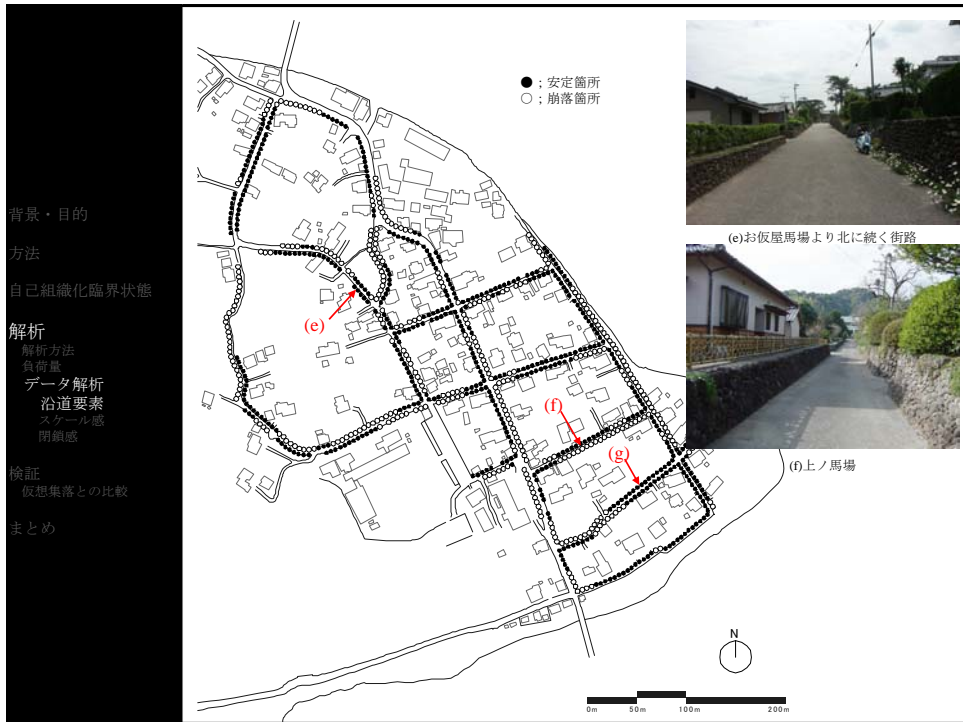 背景・目的
方法
自己組織化臨界状態
解析
解析方法
負荷量
データ解析
沿道要素
スケール感
閉鎖感
検証
仮想集落との比較
まとめ
●；安定箇所
○；崩落箇所
(e)
(f)
(g)
(e)お仮屋馬場より北に続く街路
(f)上ノ馬場
N
0m 50m 100m 200m